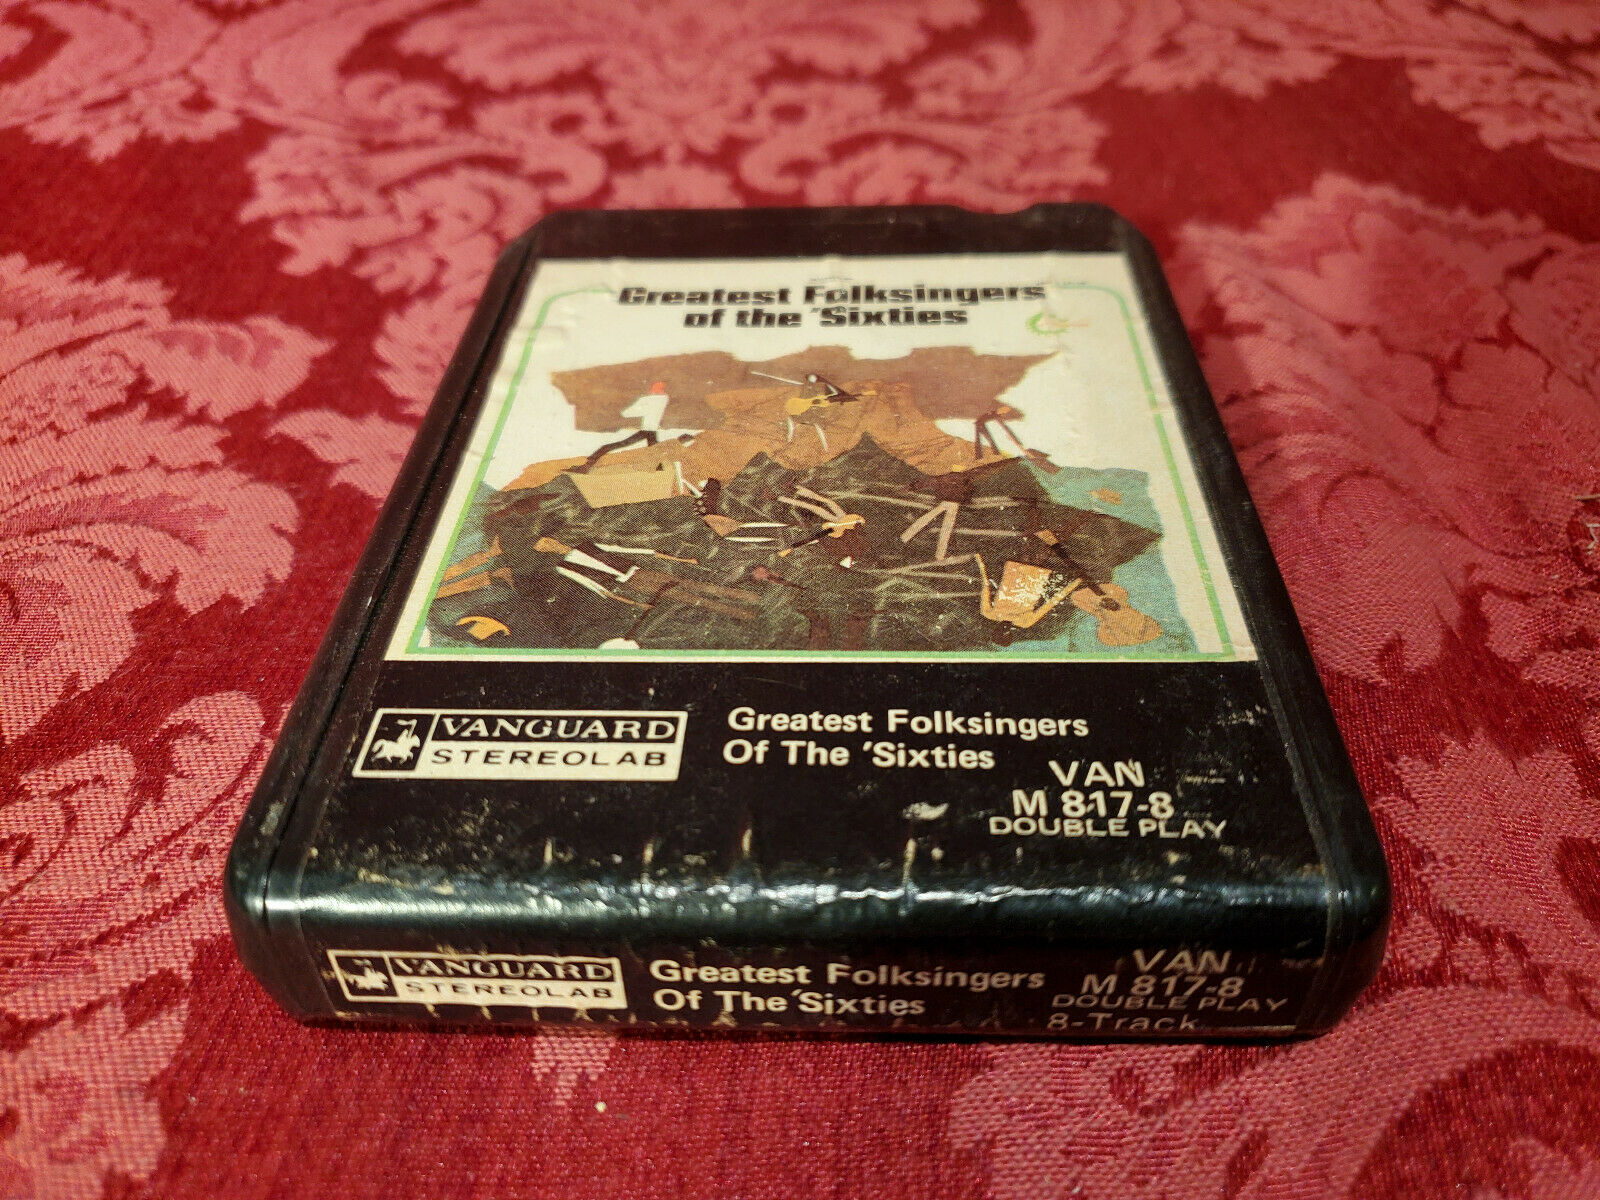 Greatest Folksingers
of the 'Sixties
VANGUARD
STEREOLAB
Greatest Folksingers
Of The 'Sixties
VAN
M 817-8
DOUBLE PLAY
VANGUARD
STEREOLAB
Greatest Folksingers
Of The 'Sixties
VAN
M 817-8
DOUBLE PLAY
8-Track